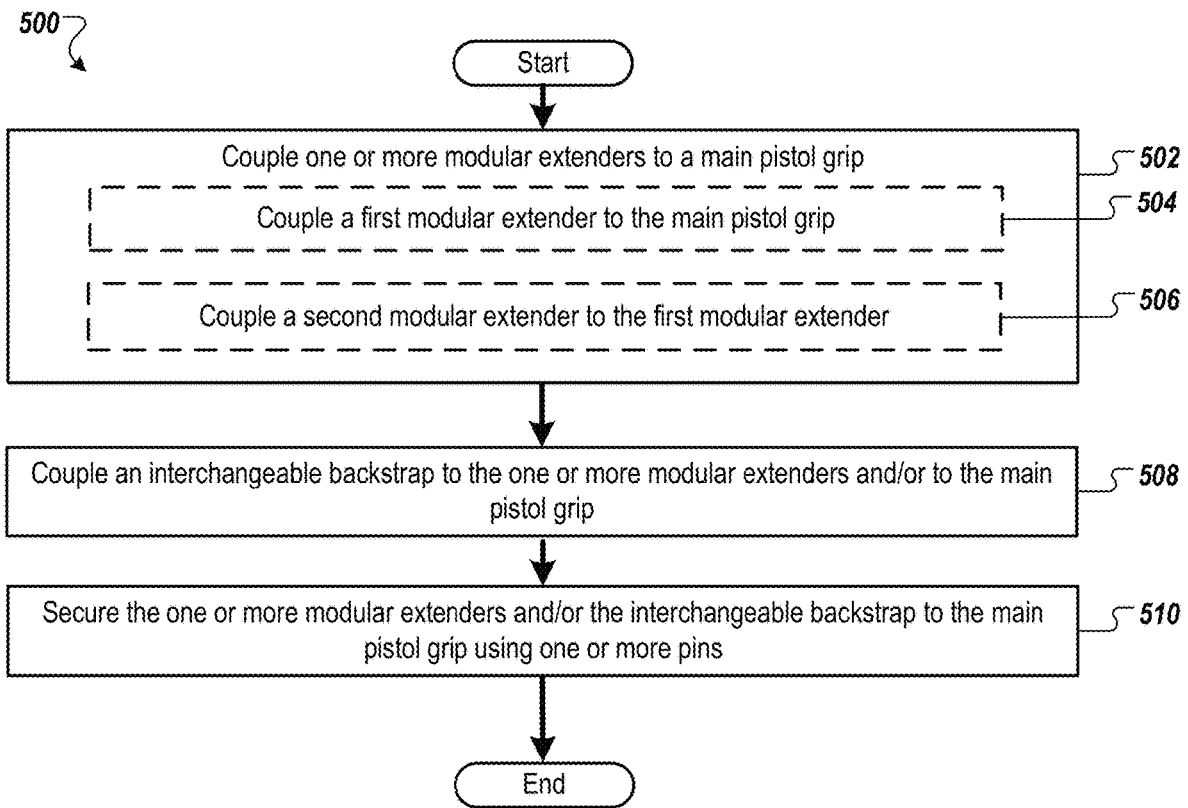 500
Start
Couple one or more modular extenders to a main pistol grip
502
Couple a first modular extender to the main pistol grip
504
Couple a second modular extender to the first modular extender
506
Couple an interchangeable backstrap to the one or more modular extenders and/or to the main
pistol grip
508
Secure the one or more modular extenders and/or the interchangeable backstrap to the main
pistol grip using one or more pins
510
End